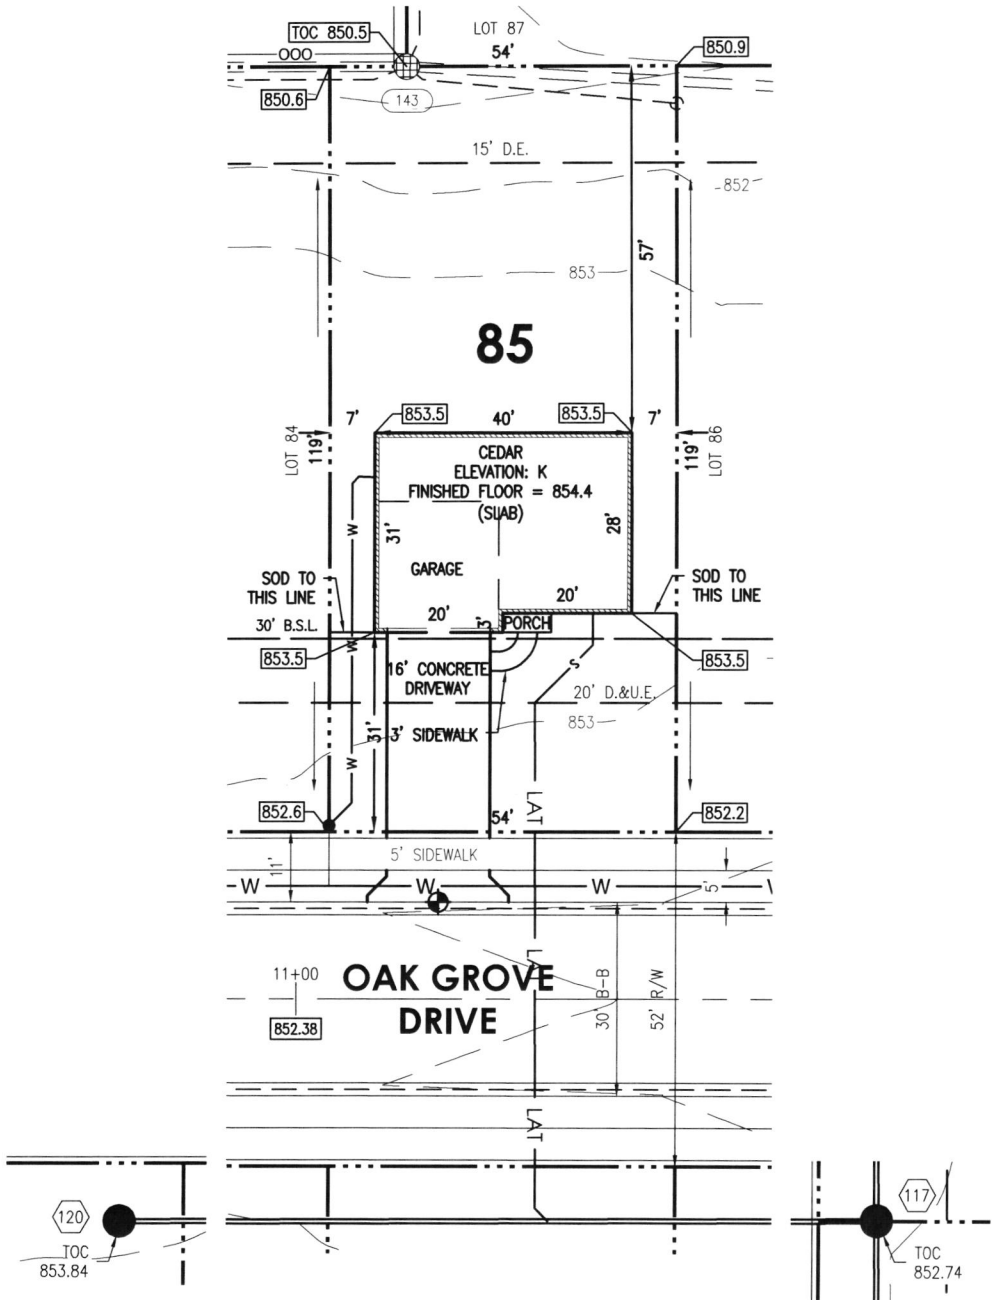 LOT 87
TOC 850.5
54'
850.9
OOO
850.6
143
15' D.E.
852
57'
853
85
7'
853.5
40'
853.5
7'
LOT 84
119'
119'
LOT 86
CEDAR
ELEVATION: K
FINISHED FLOOR = 854.4
(SLAB)
31'
28'
W
GARAGE
SOD TO
THIS LINE
20'
20'
SOD TO
THIS LINE
30' B.S.L.
3'
PORCH
W
853.5
853.5
16' CONCRETE
DRIVEWAY
S
20' D.&U.E.
853
31'
3' SIDEWALK
W
LAT
852.6
54'
852.2
11'
5' SIDEWALK
W
W
W
5'
LAT
11+00
OAK GROVE
DRIVE
30' B-B
52' R/W
852.38
LAT
120
TOC
853.84
117
TOC
852.74